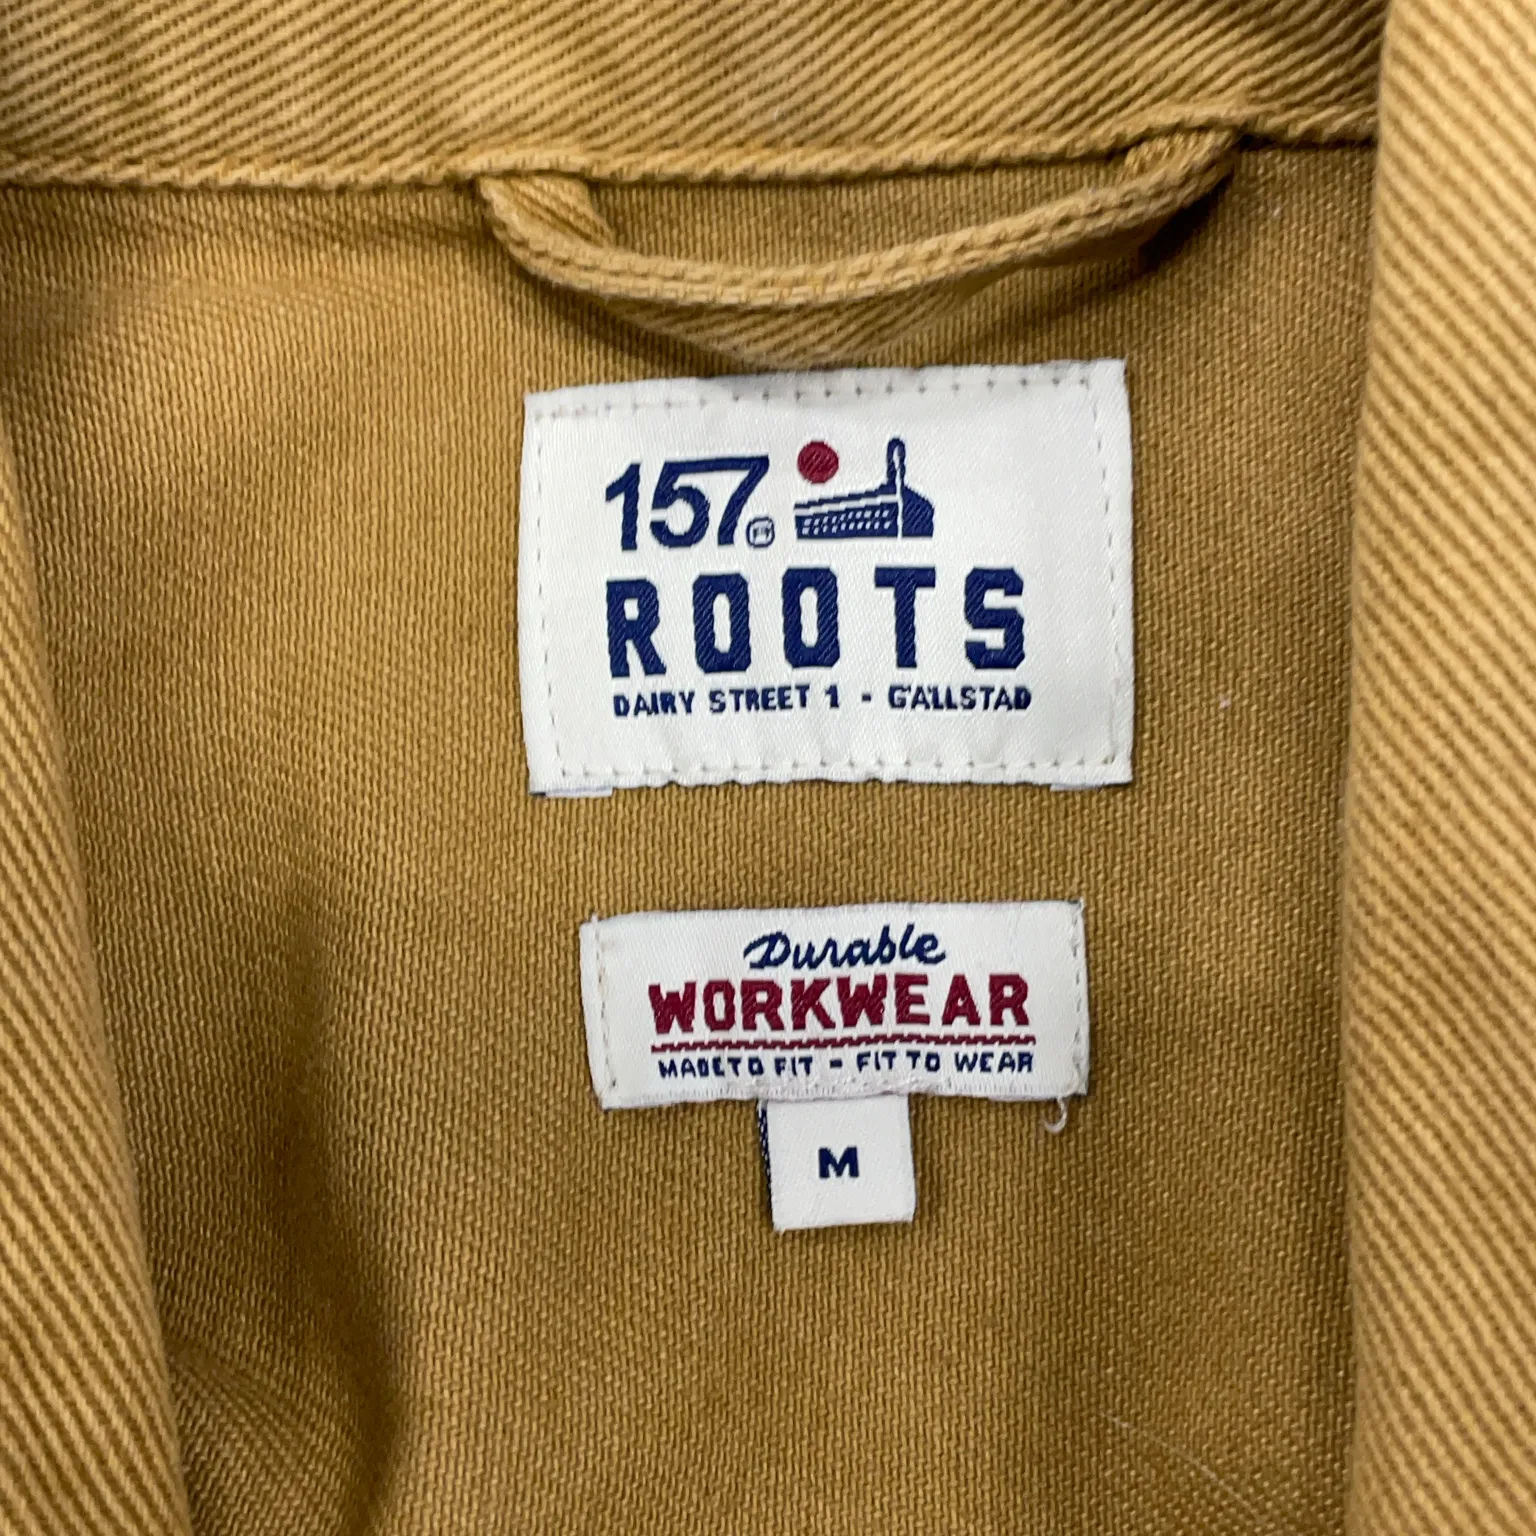 157®
ROOTS
DAIRY STREET 1 - GÄLLSTAD
Durable
WORKWEAR
MADE TO FIT - FIT TO WEAR
M